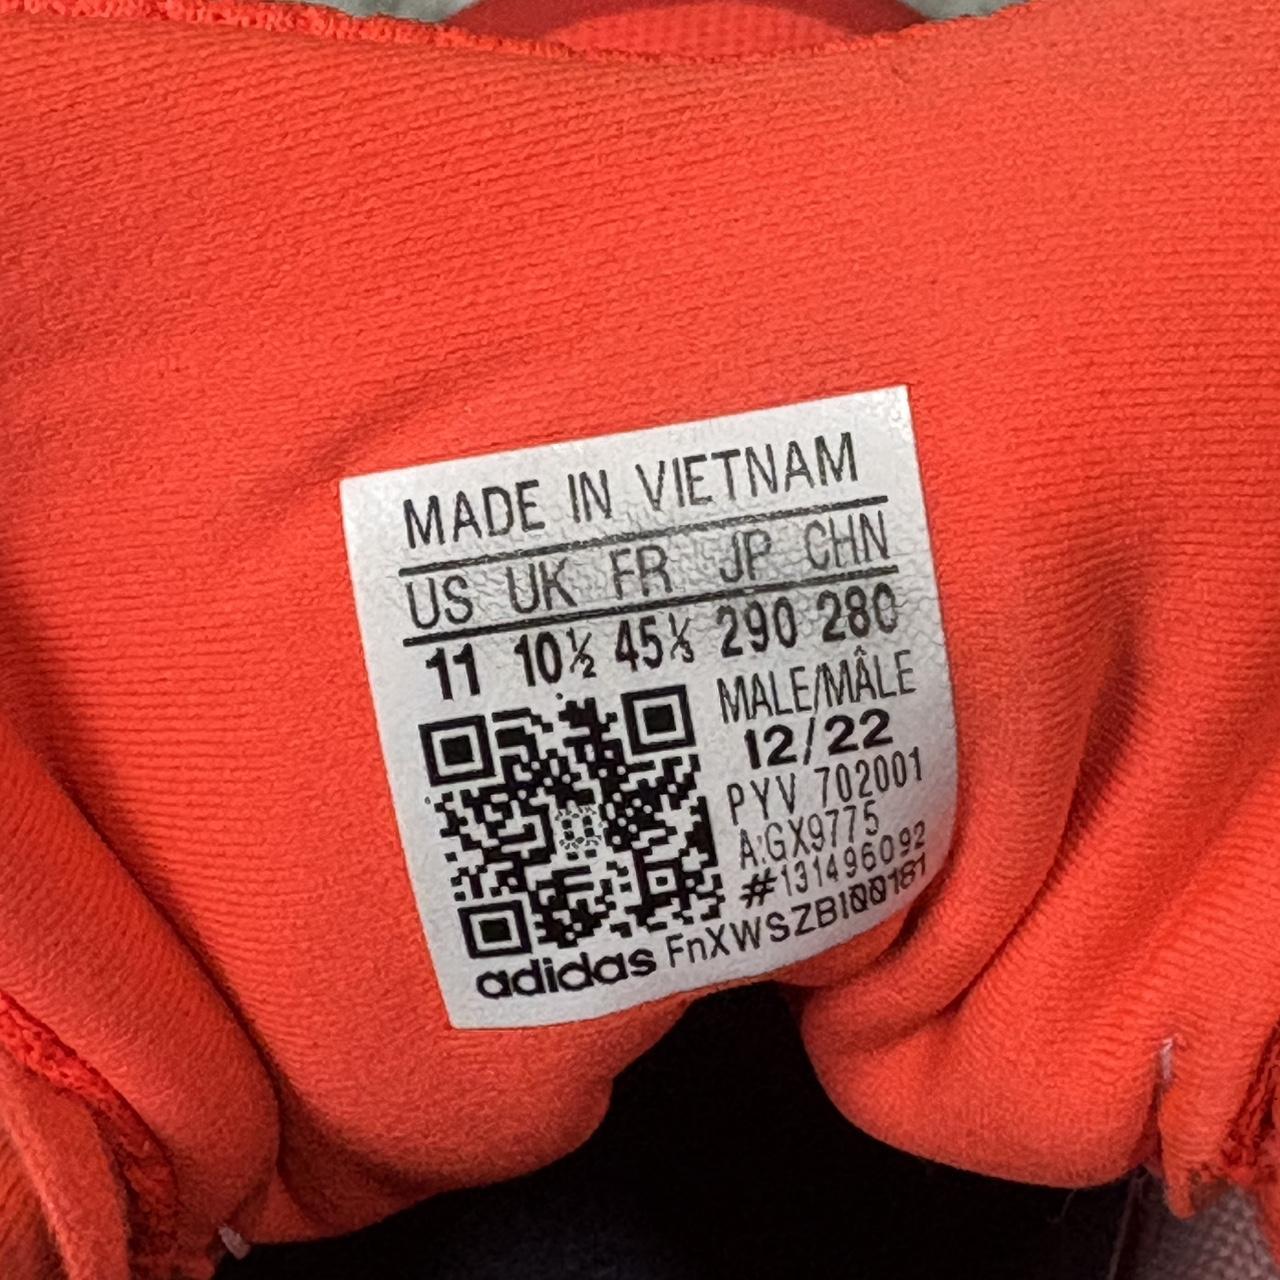 MADE IN VIETNAM
US UK FR JP CHN
11 10½ 45⅓ 290 280
MALE/MÂLE
12/22
PYV 702001
A:GX9775
#131496092
adidas FnXWSZBI00181